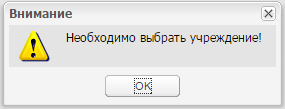 Внимание
Необходимо выбрать учреждение!
OK